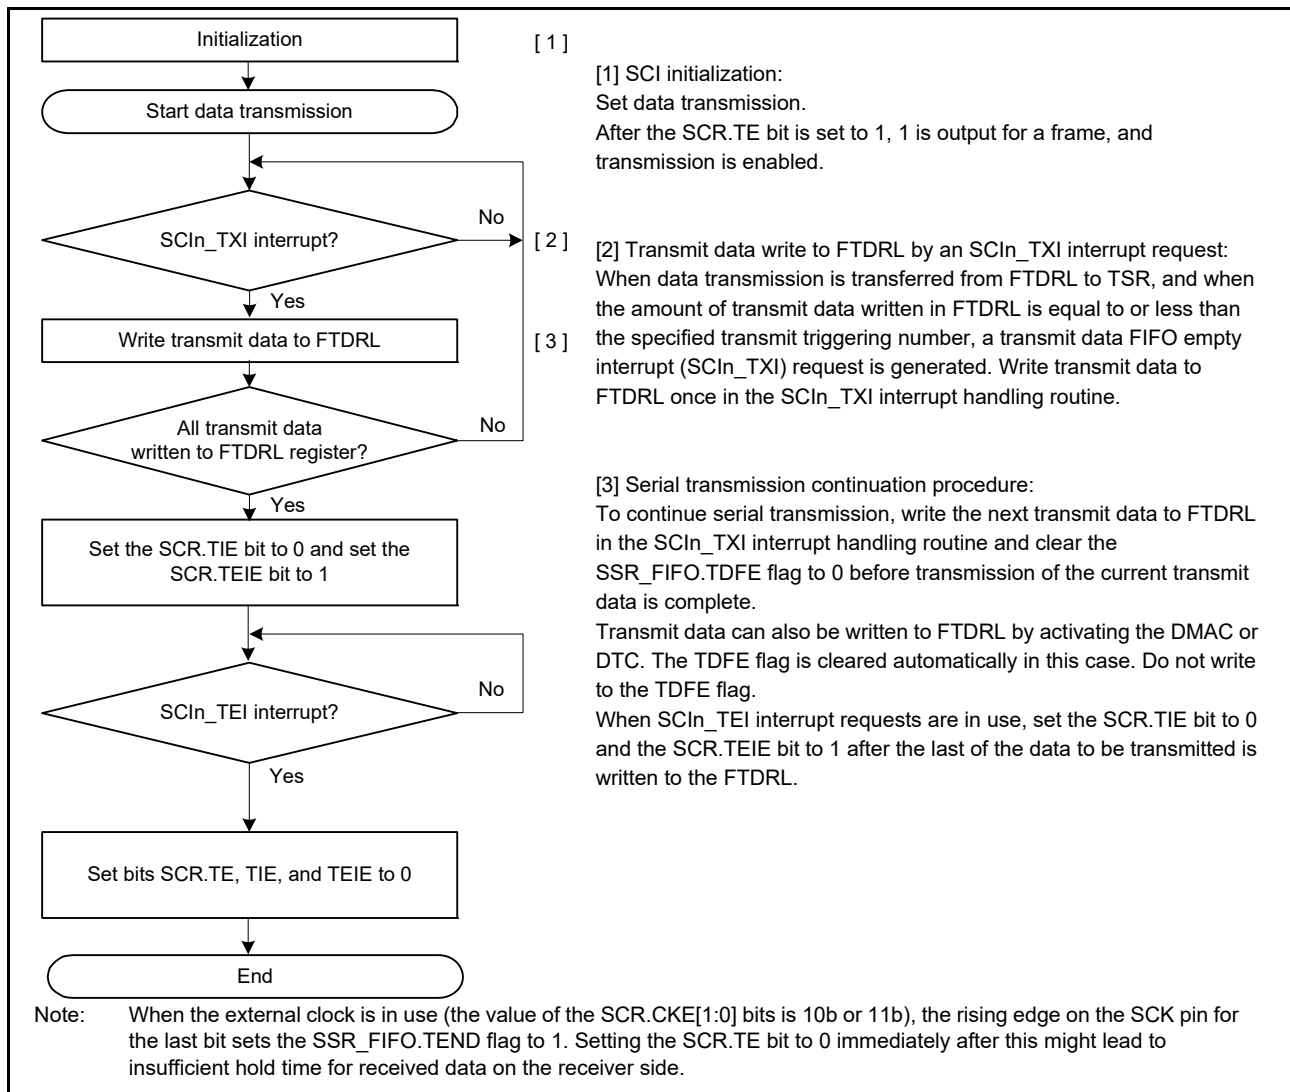 Initialization
[ 1 ]
Start data transmission
[1] SCI initialization:
Set data transmission.
After the SCR.TE bit is set to 1, 1 is output for a frame, and
transmission is enabled.
SCIn_TXI interrupt?
No
[ 2 ]
Yes
[2] Transmit data write to FTDRL by an SCIn_TXI interrupt request:
When data transmission is transferred from FTDRL to TSR, and when
the amount of transmit data written in FTDRL is equal to or less than
the specified transmit triggering number, a transmit data FIFO empty
interrupt (SCIn_TXI) request is generated. Write transmit data to
FTDRL once in the SCIn_TXI interrupt handling routine.
Write transmit data to FTDRL
[ 3 ]
All transmit data
written to FTDRL register?
No
Yes
[3] Serial transmission continuation procedure:
To continue serial transmission, write the next transmit data to FTDRL
in the SCIn_TXI interrupt handling routine and clear the
SSR_FIFO.TDFE flag to 0 before transmission of the current transmit
data is complete.
Transmit data can also be written to FTDRL by activating the DMAC or
DTC. The TDFE flag is cleared automatically in this case. Do not write
to the TDFE flag.
When SCIn_TEI interrupt requests are in use, set the SCR.TIE bit to 0
and the SCR.TEIE bit to 1 after the last of the data to be transmitted is
written to the FTDRL.
Set the SCR.TIE bit to 0 and set the
SCR.TEIE bit to 1
SCIn_TEI interrupt?
No
Yes
Set bits SCR.TE, TIE, and TEIE to 0
End
Note: When the external clock is in use (the value of the SCR.CKE[1:0] bits is 10b or 11b), the rising edge on the SCK pin for
the last bit sets the SSR_FIFO.TEND flag to 1. Setting the SCR.TE bit to 0 immediately after this might lead to
insufficient hold time for received data on the receiver side.